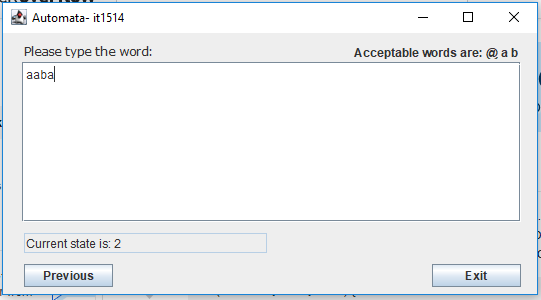 Automata- it1514
Please type the word:
Acceptable words are: @ a b
aaba
Current state is: 2
Previous
Exit